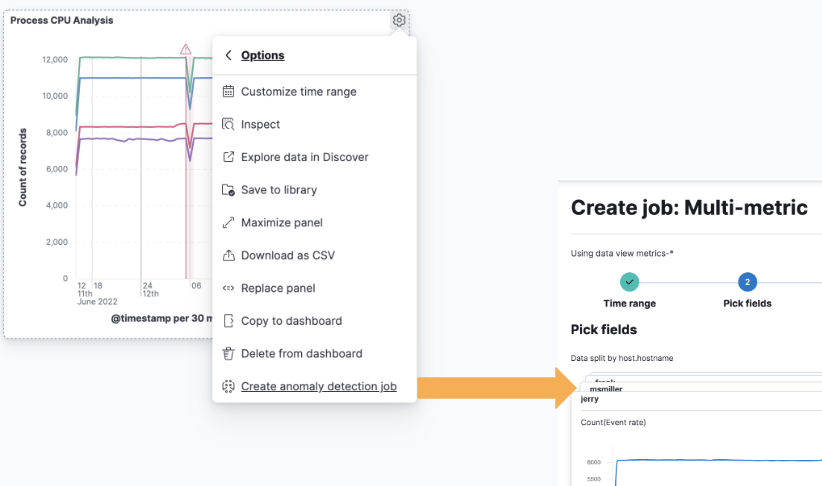 Process CPU Analysis
Options
Customize time range
Inspect
Explore data in Discover
Save to library
Maximize panel
Download as CSV
Replace panel
Copy to dashboard
Delete from dashboard
Create anomaly detection job
Count of records
12,000
10,000
8,000
6,000
4,000
2,000
0
12 18 24 06
11th 12th
June 2022
@timestamp per 30 m
Create job: Multi-metric
Using data view metrics-*
2
Time range
Pick fields
Pick fields
Data split by host.hostname
msmiller
jerry
Count(Event rate)
6000
5500